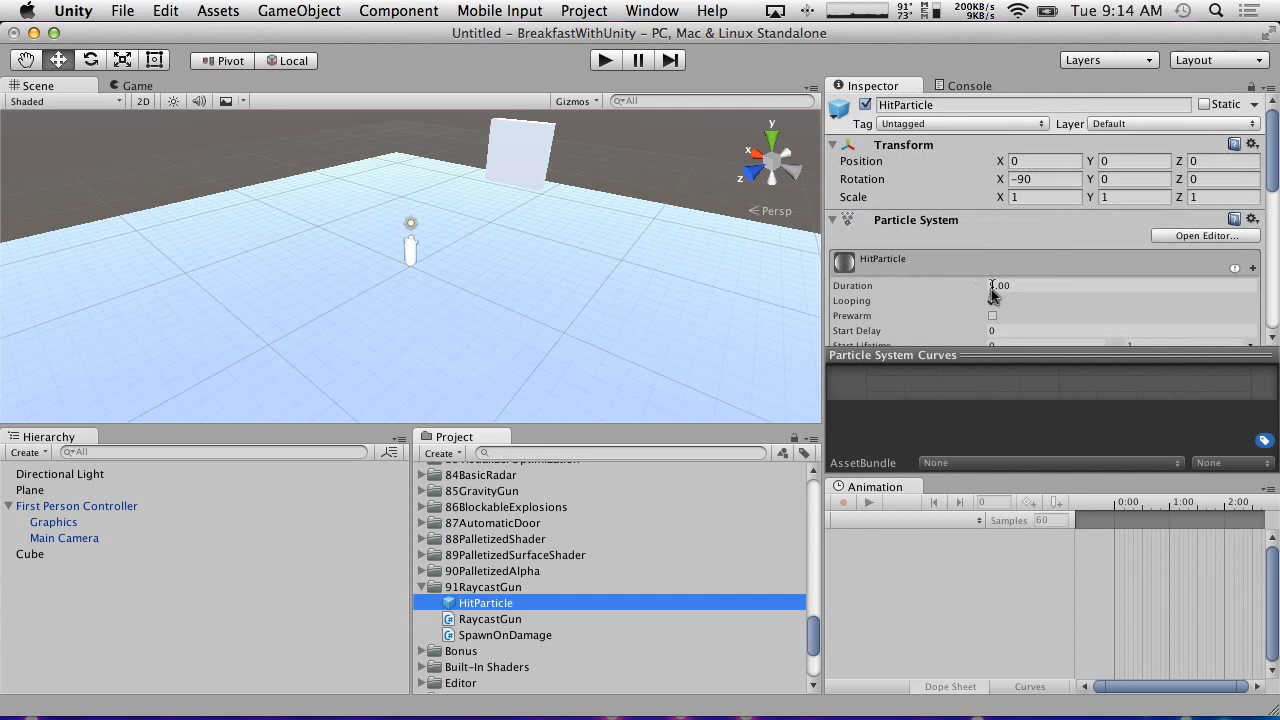 Unity File Edit Assets GameObject Component Mobile Input Project Window Help 91° 73° MEM 200KB/s 9KB/s Tue 9:14 AM
Untitled - BreakfastWithUnity - PC, Mac & Linux Standalone
Pivot Local Layers Layout
Scene Game
Shaded 2D Gizmos All
y
x
z
Persp
Inspector Console
HitParticle Static
Tag Untagged Layer Default
Transform
Position X 0 Y 0 Z 0
Rotation X -90 Y 0 Z 0
Scale X 1 Y 1 Z 1
Particle System
Open Editor...
HitParticle
Duration .00
Looping
Prewarm
Start Delay 0
Start Lifetime 0 1
Particle System Curves
AssetBundle None None
Hierarchy
Create All
Directional Light
Plane
First Person Controller
Graphics
Main Camera
Cube
Project
Create
84BasicRadar
85GravityGun
86BlockableExplosions
87AutomaticDoor
88PalletizedShader
89PalletizedSurfaceShader
90PalletizedAlpha
91RaycastGun
HitParticle
RaycastGun
SpawnOnDamage
Bonus
Built-In Shaders
Editor
Animation
0 0:00 1:00 2:00
Samples 60
Dope Sheet Curves